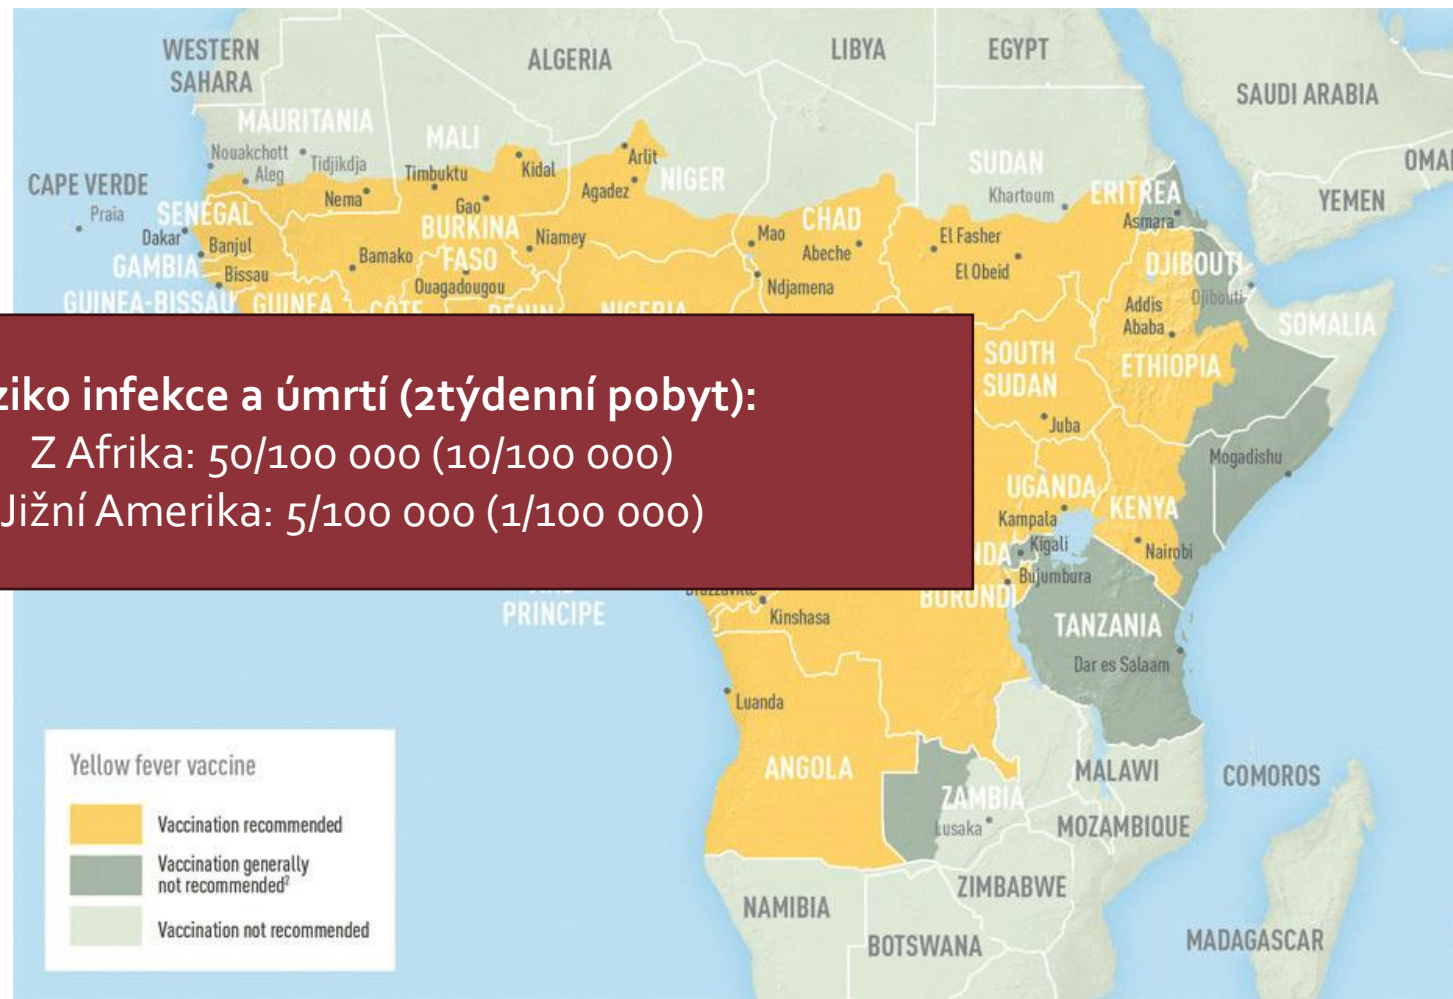 WESTERN
SAHARA
ALGERIA
LIBYA
EGYPT
SAUDI ARABIA
MAURITANIA
MALI
Nouakchott
Tidjikdja
Aleg
Timbuktu
Kidal
Arlit
NIGER
SUDAN
OMA
CAPE VERDE
Praia
Nema
Gao
Agadez
Khartoum
ERITREA
YEMEN
SENEGAL
Dakar
Banjul
BURKINA
FASO
Niamey
Mao
CHAD
Abeche
El Fasher
Asmara
GAMBIA
Bissau
Bamako
Ouagadougou
Ndjamena
El Obeid
DJIBOUTI
Djibouti
GUINEA-BISSAU
GUINEA
CÔTE
BENIN
NIGERIA
Addis
Ababa
SOMALIA
SOUTH
SUDAN
ETHIOPIA
ziko infekce a úmrtí (2týdenní pobyt):
Z Afrika: 50/100 000 (10/100 000)
Jižní Amerika: 5/100 000 (1/100 000)
Juba
Mogadishu
UGANDA
Kampala
KENYA
NDA
Kigali
Nairobi
Bujumbura
BURUNDI
Brazzaville
Kinshasa
PRINCIPE
TANZANIA
Dar es Salaam
Luanda
ANGOLA
MALAWI
COMOROS
ZAMBIA
Lusaka
MOZAMBIQUE
ZIMBABWE
NAMIBIA
BOTSWANA
MADAGASCAR
Yellow fever vaccine
Vaccination recommended
Vaccination generally
not recommended²
Vaccination not recommended